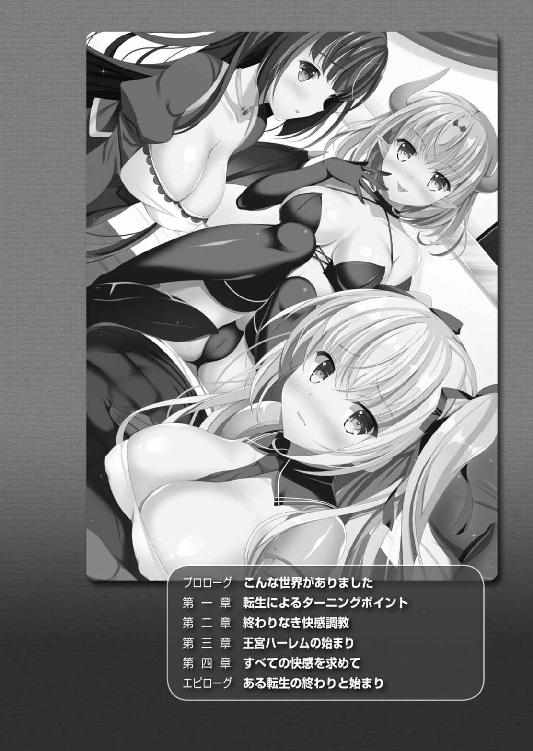 プロローグ こんな世界がありました
第一章 転生によるターニングポイント
第二章 終わりなき快感調教
第三章 王宮ハーレムの始まり
第四章 すべての快感を求めて
エピローグ ある転生の終わりと始まり